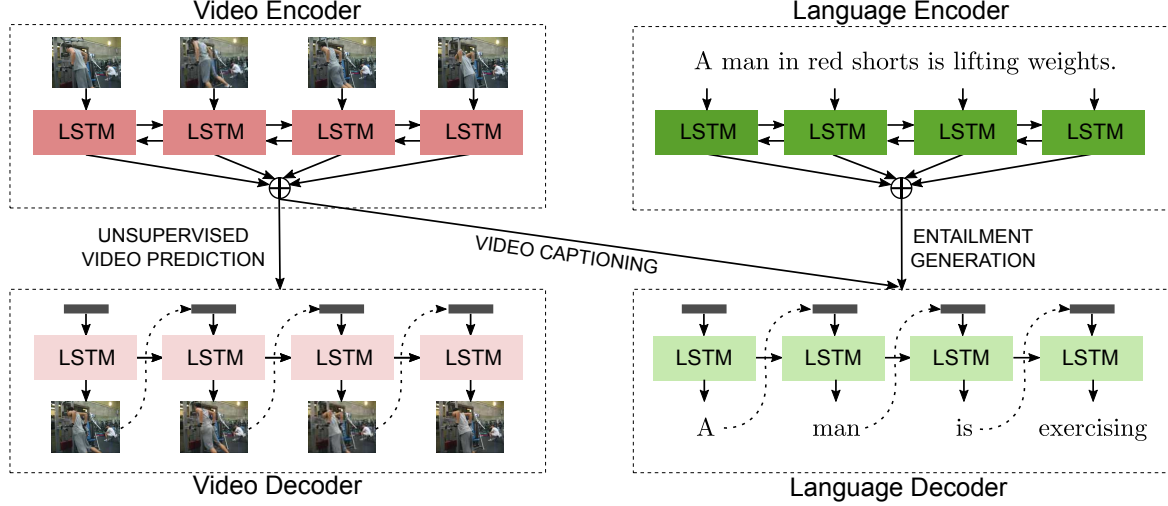 Video Encoder
LSTM LSTM LSTM LSTM
Language Encoder
A man in red shorts is lifting weights.
LSTM LSTM LSTM LSTM
UNSUPERVISED
VIDEO PREDICTION
VIDEO CAPTIONING
ENTAILMENT
GENERATION
LSTM LSTM LSTM LSTM
Video Decoder
LSTM LSTM LSTM LSTM
A man is exercising
Language Decoder